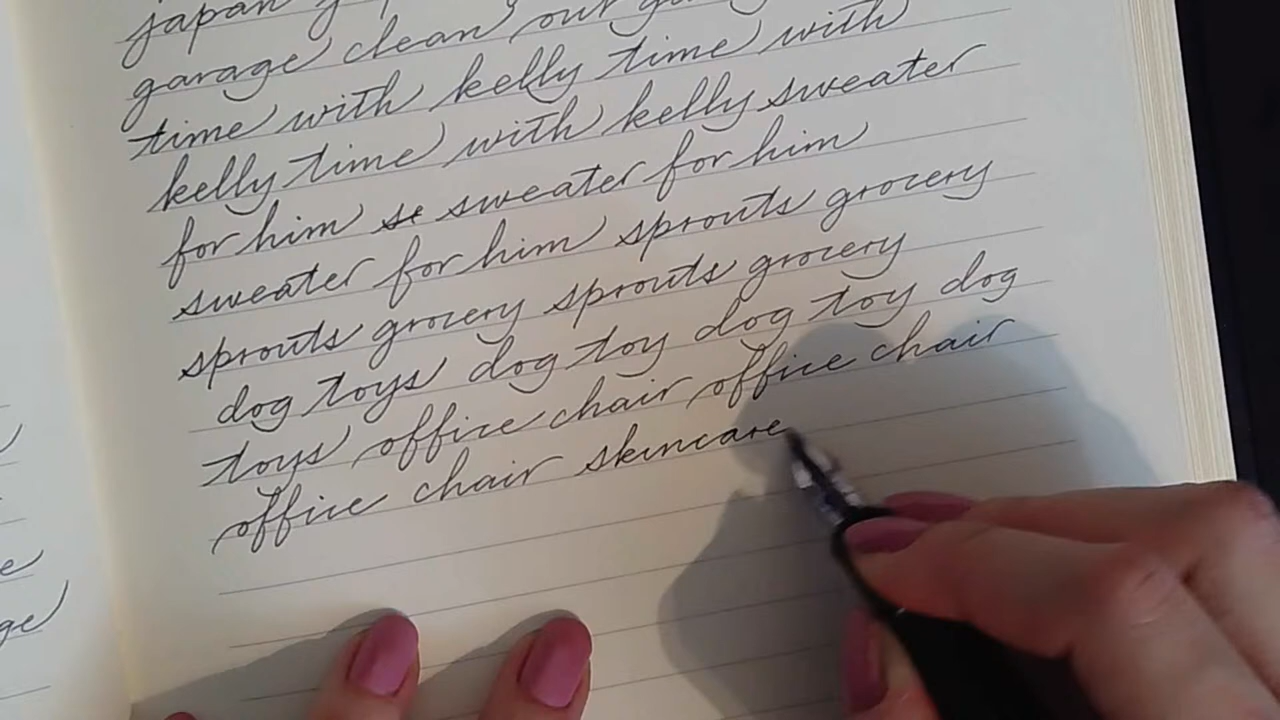 japan
garage clean out
time with kelly time with
kelly time with kelly sweater
for him se sweater for him
sweater for him sprouts grocery
sprouts grocery sprouts grocery
dog toys dog toy dog toy dog
toys office chair office chair
office chair skincare